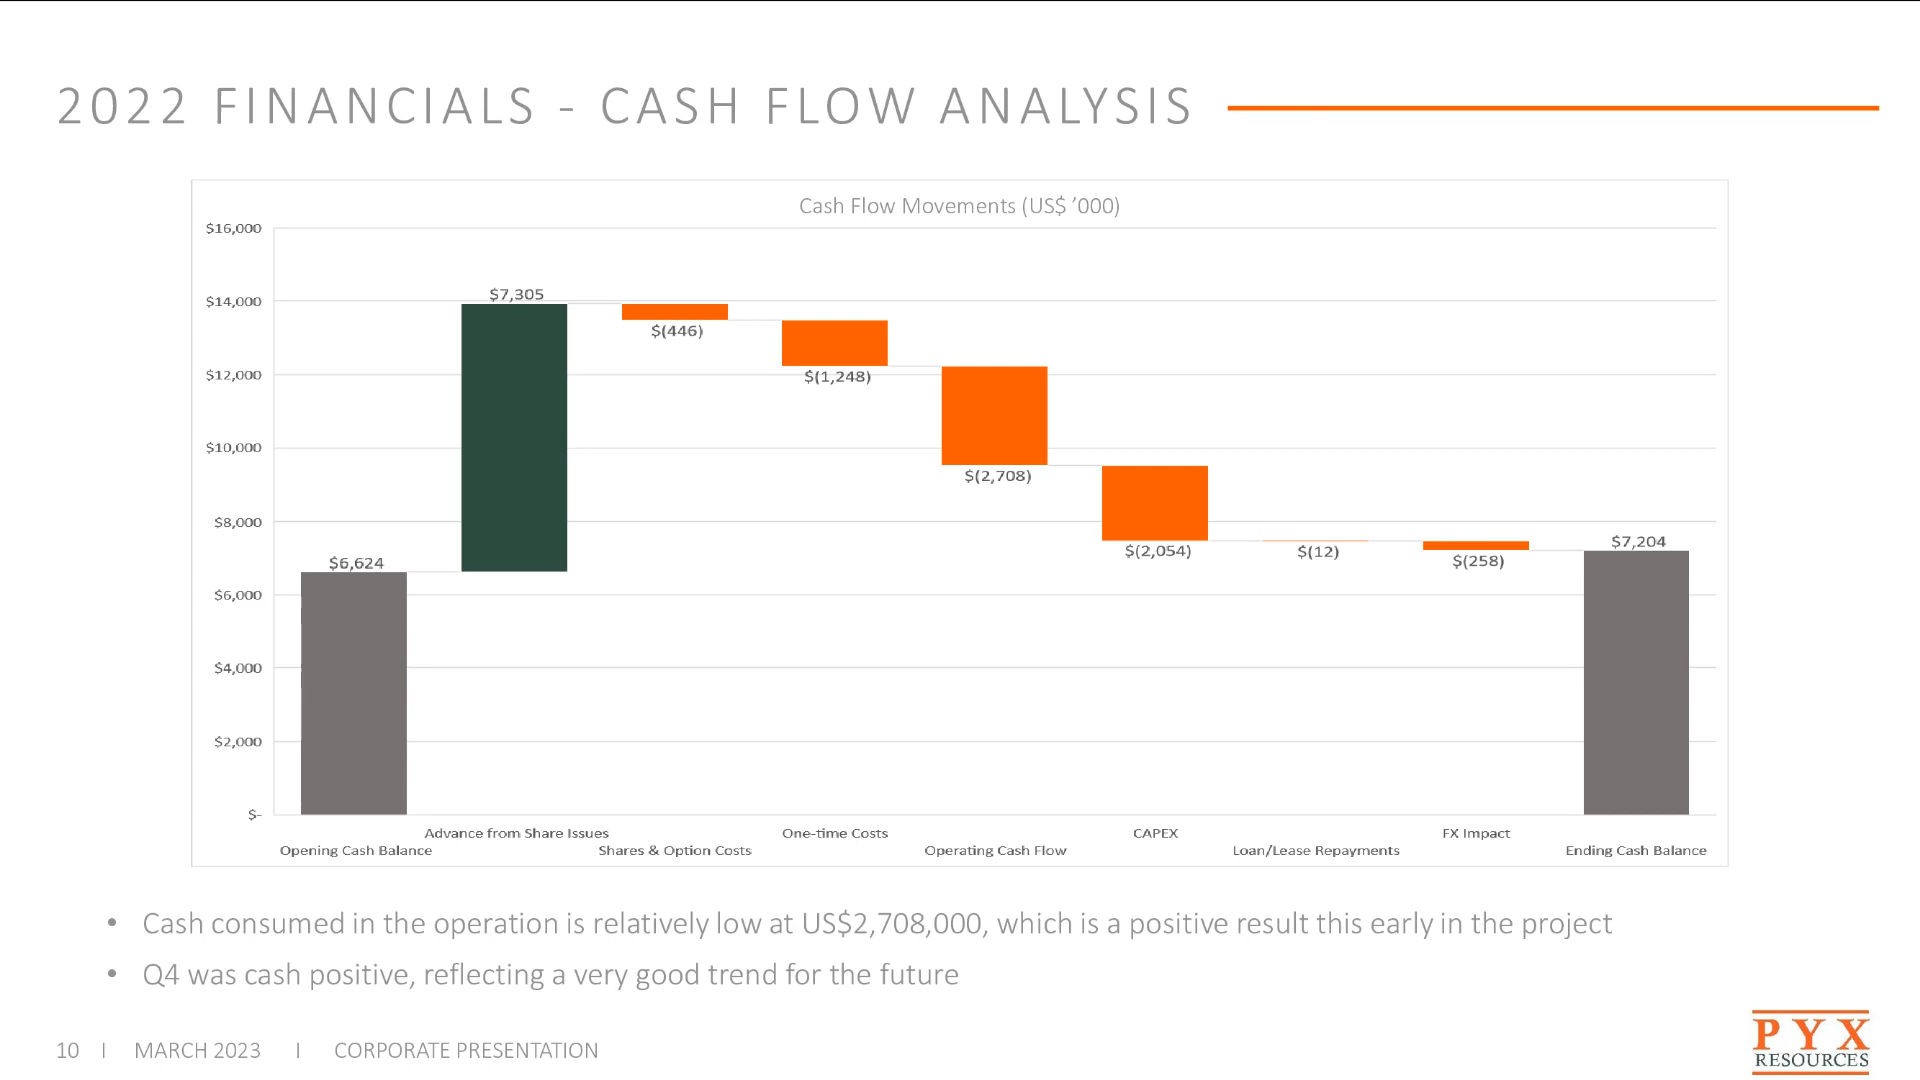 2022 FINANCIALS - CASH FLOW ANALYSIS
Cash Flow Movements (US$ ’000)
$16,000
$14,000
$12,000
$10,000
$8,000
$6,000
$4,000
$2,000
$-
$6,624
$7,305
$(446)
$(1,248)
$(2,708)
$(2,054)
$(12)
$(258)
$7,204
Opening Cash Balance
Advance from Share Issues
Shares & Option Costs
One-time Costs
Operating Cash Flow
CAPEX
Loan/Lease Repayments
FX Impact
Ending Cash Balance
• Cash consumed in the operation is relatively low at US$2,708,000, which is a positive result this early in the project
• Q4 was cash positive, reflecting a very good trend for the future
10 I MARCH 2023 I CORPORATE PRESENTATION
PYX
RESOURCES